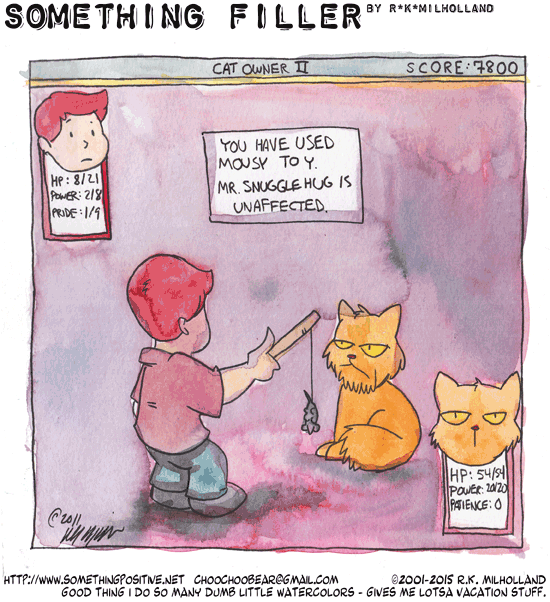 SOMETHING FILLER BY R*K*MILHOLLAND
CAT OWNER II SCORE: 7800
YOU HAVE USED
MOUSY TOY.
MR. SNUGGLEHUG IS
UNAFFECTED.
HP: 8/21
POWER: 2/8
PRIDE: 1/9
HP: 54/54
POWER: 20/20
PATIENCE: 0
©2011
HTTP://WWW.SOMETHINGPOSITIVE.NET CHOOCHOOBEAR@GMAIL.COM ©2001-2015 R.K. MILHOLLAND
GOOD THING I DO SO MANY DUMB LITTLE WATERCOLORS - GIVES ME LOTSA VACATION STUFF.